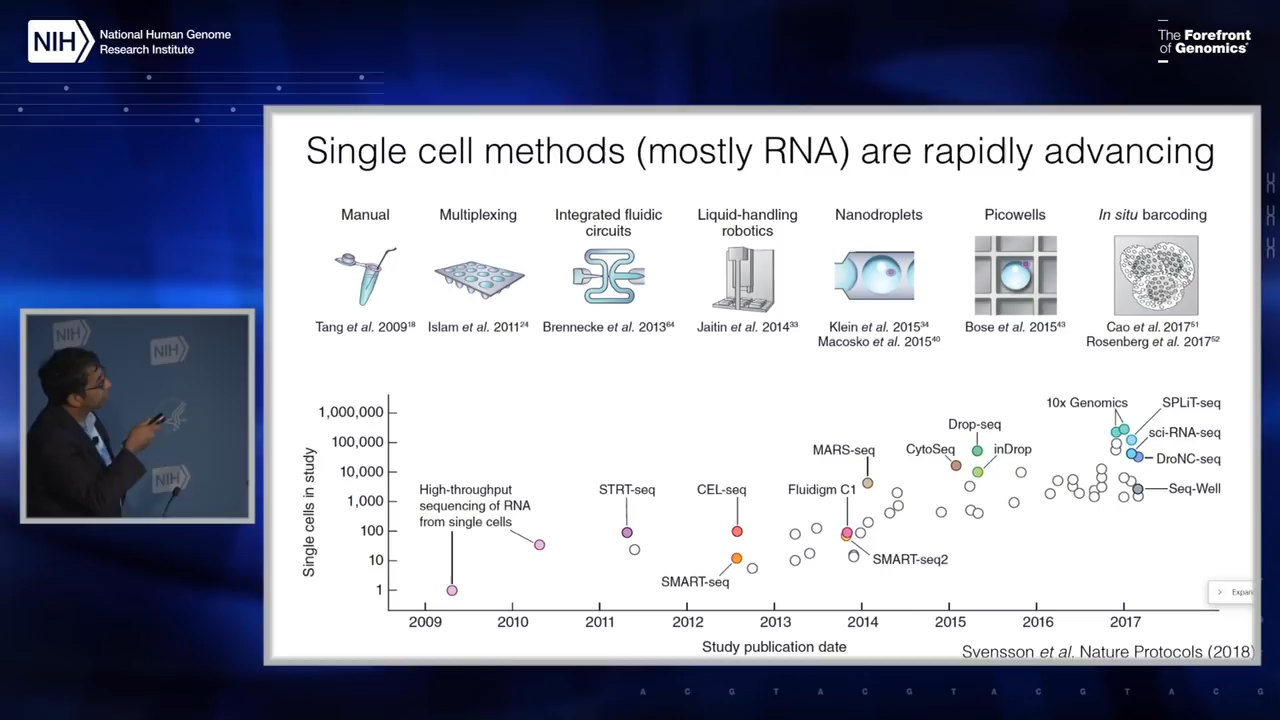 NIH
National Human Genome
Research Institute
The Forefront
of Genomics®
Single cell methods (mostly RNA) are rapidly advancing
Manual
Multiplexing
Integrated fluidic
circuits
Liquid-handling
robotics
Nanodroplets
Picowells
In situ barcoding
Tang et al. 2009¹⁸
Islam et al. 2011²⁴
Brennecke et al. 2013⁶⁴
Jaitin et al. 2014³³
Klein et al. 2015³⁴
Macosko et al. 2015⁴⁰
Bose et al. 2015⁴³
Cao et al. 2017⁵¹
Rosenberg et al. 2017⁵²
Single cells in study
1,000,000
100,000
10,000
1,000
100
10
1
High-throughput
sequencing of RNA
from single cells
STRT-seq
CEL-seq
SMART-seq
Fluidigm C1
SMART-seq2
MARS-seq
CytoSeq
Drop-seq
inDrop
10x Genomics
SPLiT-seq
sci-RNA-seq
DroNC-seq
Seq-Well
2009 2010 2011 2012 2013 2014 2015 2016 2017
Study publication date
Svensson et al. Nature Protocols (2018)
Expan
NIH
NIH
NIH
A C G T A C G T A C G T A C G